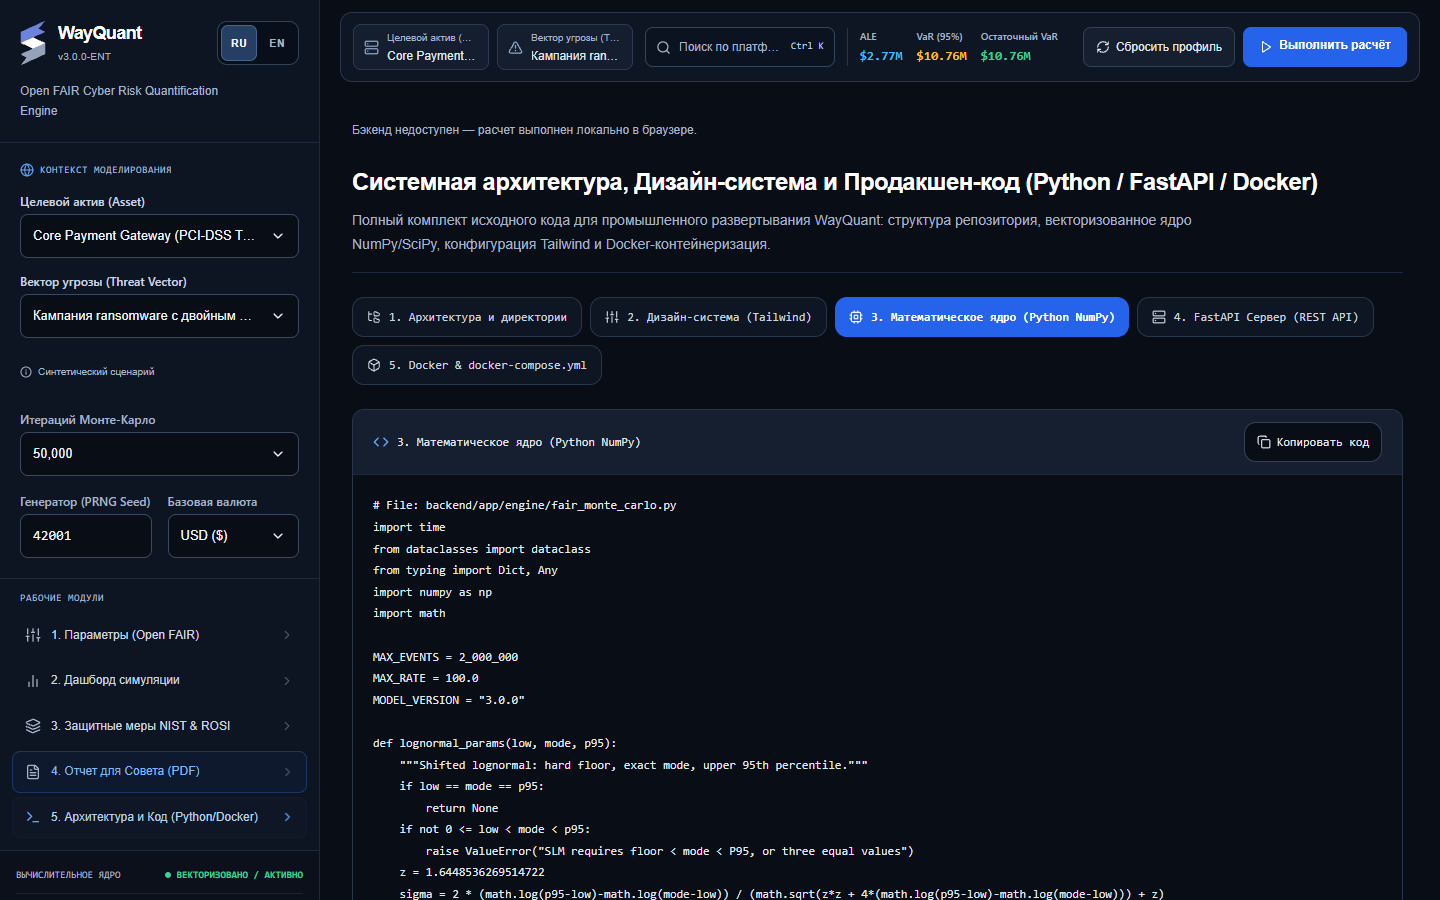 WayQuant
v3.0.0-ENT
RU
EN
Open FAIR Cyber Risk Quantification
Engine
КОНТЕКСТ МОДЕЛИРОВАНИЯ
Целевой актив (Asset)
Core Payment Gateway (PCI-DSS T...
Вектор угрозы (Threat Vector)
Кампания ransomware с двойным ...
Синтетический сценарий
Итераций Монте-Карло
50,000
Генератор (PRNG Seed)
Базовая валюта
42001
USD ($)
РАБОЧИЕ МОДУЛИ
1. Параметры (Open FAIR)
2. Дашборд симуляции
3. Защитные меры NIST & ROSI
4. Отчет для Совета (PDF)
5. Архитектура и Код (Python/Docker)
ВЫЧИСЛИТЕЛЬНОЕ ЯДРО
ВЕКТОРИЗОВАНО / АКТИВНО
Целевой актив (...
Core Payment...
Вектор угрозы (Т...
Кампания ran...
Поиск по платф...
Ctrl K
ALE
$2.77M
VaR (95%)
$10.76M
Остаточный VaR
$10.76M
Сбросить профиль
Выполнить расчёт
Бэкенд недоступен — расчет выполнен локально в браузере.
Системная архитектура, Дизайн-система и Продакшен-код (Python / FastAPI / Docker)
Полный комплект исходного кода для промышленного развертывания WayQuant: структура репозитория, векторизованное ядро
NumPy/SciPy, конфигурация Tailwind и Docker-контейнеризация.
1. Архитектура и директории
2. Дизайн-система (Tailwind)
3. Математическое ядро (Python NumPy)
4. FastAPI Сервер (REST API)
5. Docker & docker-compose.yml
3. Математическое ядро (Python NumPy)
Копировать код
# File: backend/app/engine/fair_monte_carlo.py
import time
from dataclasses import dataclass
from typing import Dict, Any
import numpy as np
import math
MAX_EVENTS = 2_000_000
MAX_RATE = 100.0
MODEL_VERSION = "3.0.0"
def lognormal_params(low, mode, p95):
"""Shifted lognormal: hard floor, exact mode, upper 95th percentile."""
if low == mode == p95:
return None
if not 0 <= low < mode < p95:
raise ValueError("SLM requires floor < mode < P95, or three equal values")
z = 1.6448536269514722
sigma = 2 * (math.log(p95-low)-math.log(mode-low)) / (math.sqrt(z*z + 4*(math.log(p95-low)-math.log(mode-low))) + z)